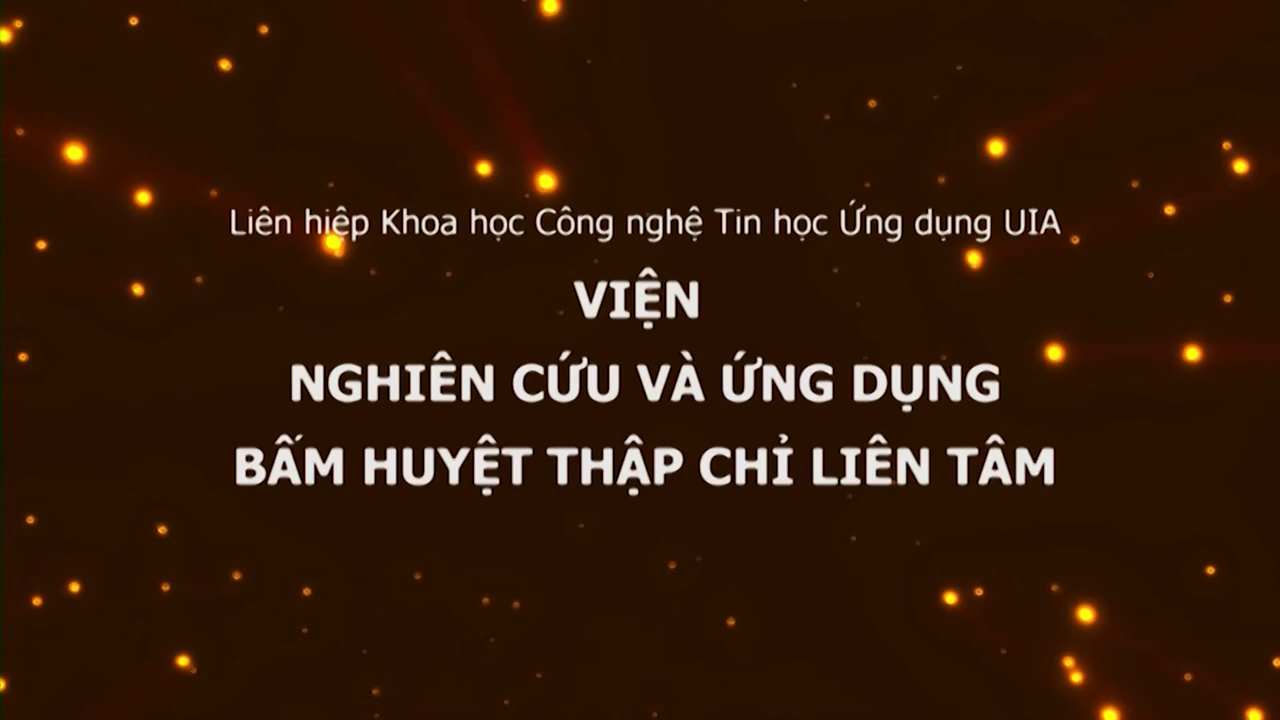 Liên hiệp Khoa học Công nghệ Tin học Ứng dụng UIA
VIỆN
NGHIÊN CỨU VÀ ỨNG DỤNG
BẤM HUYỆT THẬP CHỈ LIÊN TÂM